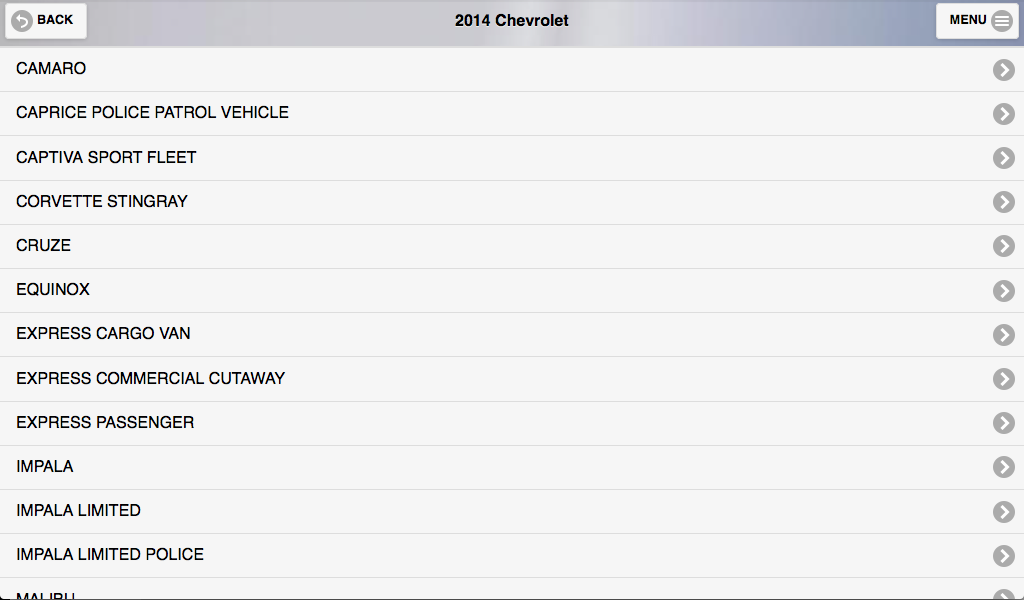 BACK
2014 Chevrolet
MENU
CAMARO
CAPRICE POLICE PATROL VEHICLE
CAPTIVA SPORT FLEET
CORVETTE STINGRAY
CRUZE
EQUINOX
EXPRESS CARGO VAN
EXPRESS COMMERCIAL CUTAWAY
EXPRESS PASSENGER
IMPALA
IMPALA LIMITED
IMPALA LIMITED POLICE
MALIBU